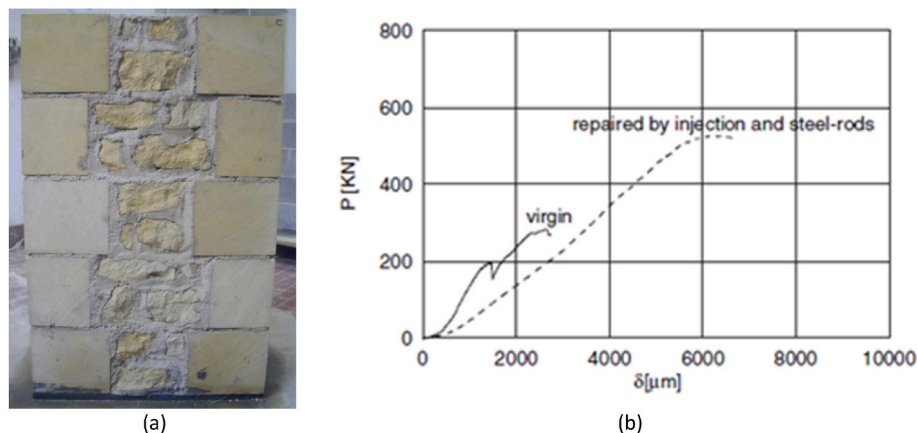 800
600
repaired by injection and steel-rods
P[KN]
400
virgin
200
0
0 2000 4000 6000 8000 10000
δ[μm]
(a) (b)